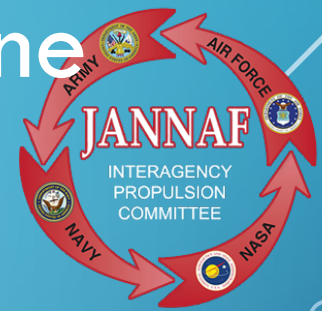 ne
ARMY
AIR FORCE
JANNAF
INTERAGENCY
PROPULSION
COMMITTEE
NAVY
NASA